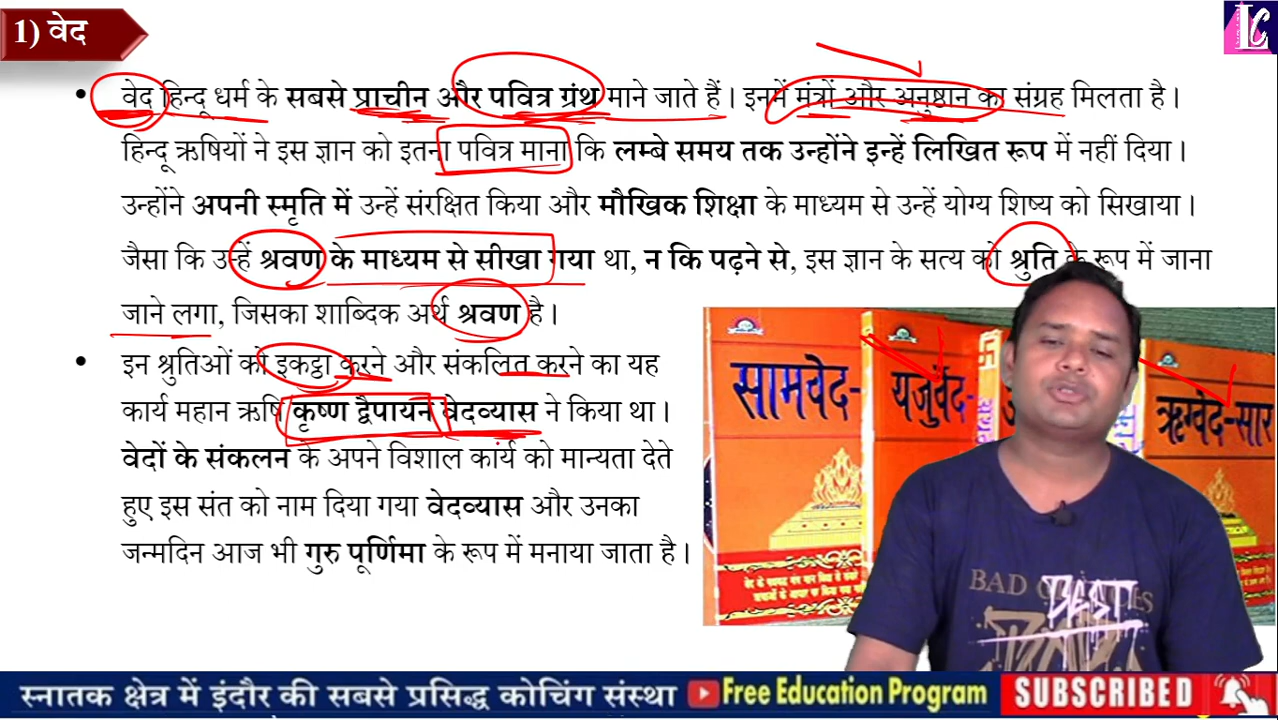 1) वेद
LC
• वेद हिन्दू धर्म के सबसे प्राचीन और पवित्र ग्रंथ माने जाते हैं। इनमें मंत्रों और अनुष्ठान का संग्रह मिलता है।
हिन्दू ऋषियों ने इस ज्ञान को इतना पवित्र माना कि लम्बे समय तक उन्होंने इन्हें लिखित रूप में नहीं दिया।
उन्होंने अपनी स्मृति में उन्हें संरक्षित किया और मौखिक शिक्षा के माध्यम से उन्हें योग्य शिष्य को सिखाया।
जैसा कि उन्हें श्रवण के माध्यम से सीखा गया था, न कि पढ़ने से, इस ज्ञान के सत्य को श्रुति के रूप में जाना
जाने लगा, जिसका शाब्दिक अर्थ श्रवण है।
• इन श्रुतिओं को इकट्ठा करने और संकलित करने का यह
कार्य महान ऋषि कृष्ण द्वैपायन वेदव्यास ने किया था।
वेदों के संकलन के अपने विशाल कार्य को मान्यता देते
हुए इस संत को नाम दिया गया वेदव्यास और उनका
जन्मदिन आज भी गुरु पूर्णिमा के रूप में मनाया जाता है।
सामवेद-
यजुर्वेद-
ऋग्वेद-सार
BAD
BEST
स्नातक क्षेत्र में इंदौर की सबसे प्रसिद्ध कोचिंग संस्था Free Education Program SUBSCRIBED